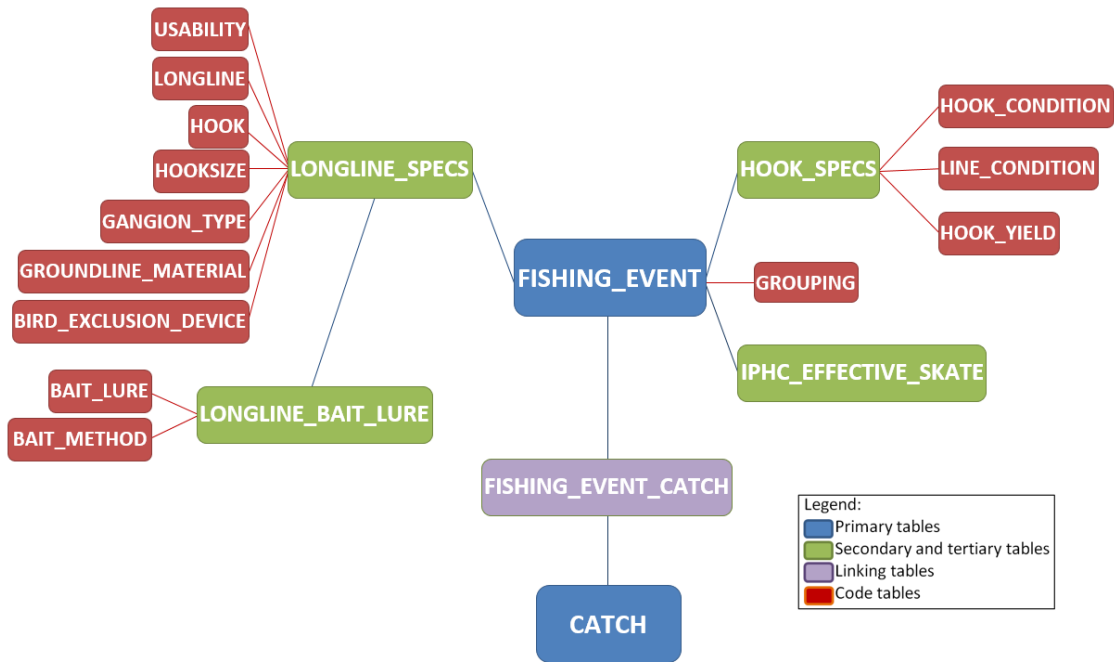 USABILITY
LONGLINE
HOOK
HOOKSIZE
GANGION_TYPE
GROUNDLINE_MATERIAL
BIRD_EXCLUSION_DEVICE
LONGLINE_SPECS
BAIT_LURE
BAIT_METHOD
LONGLINE_BAIT_LURE
FISHING_EVENT
HOOK_SPECS
HOOK_CONDITION
LINE_CONDITION
HOOK_YIELD
GROUPING
IPHC_EFFECTIVE_SKATE
FISHING_EVENT_CATCH
CATCH
Legend:
Primary tables
Secondary and tertiary tables
Linking tables
Code tables